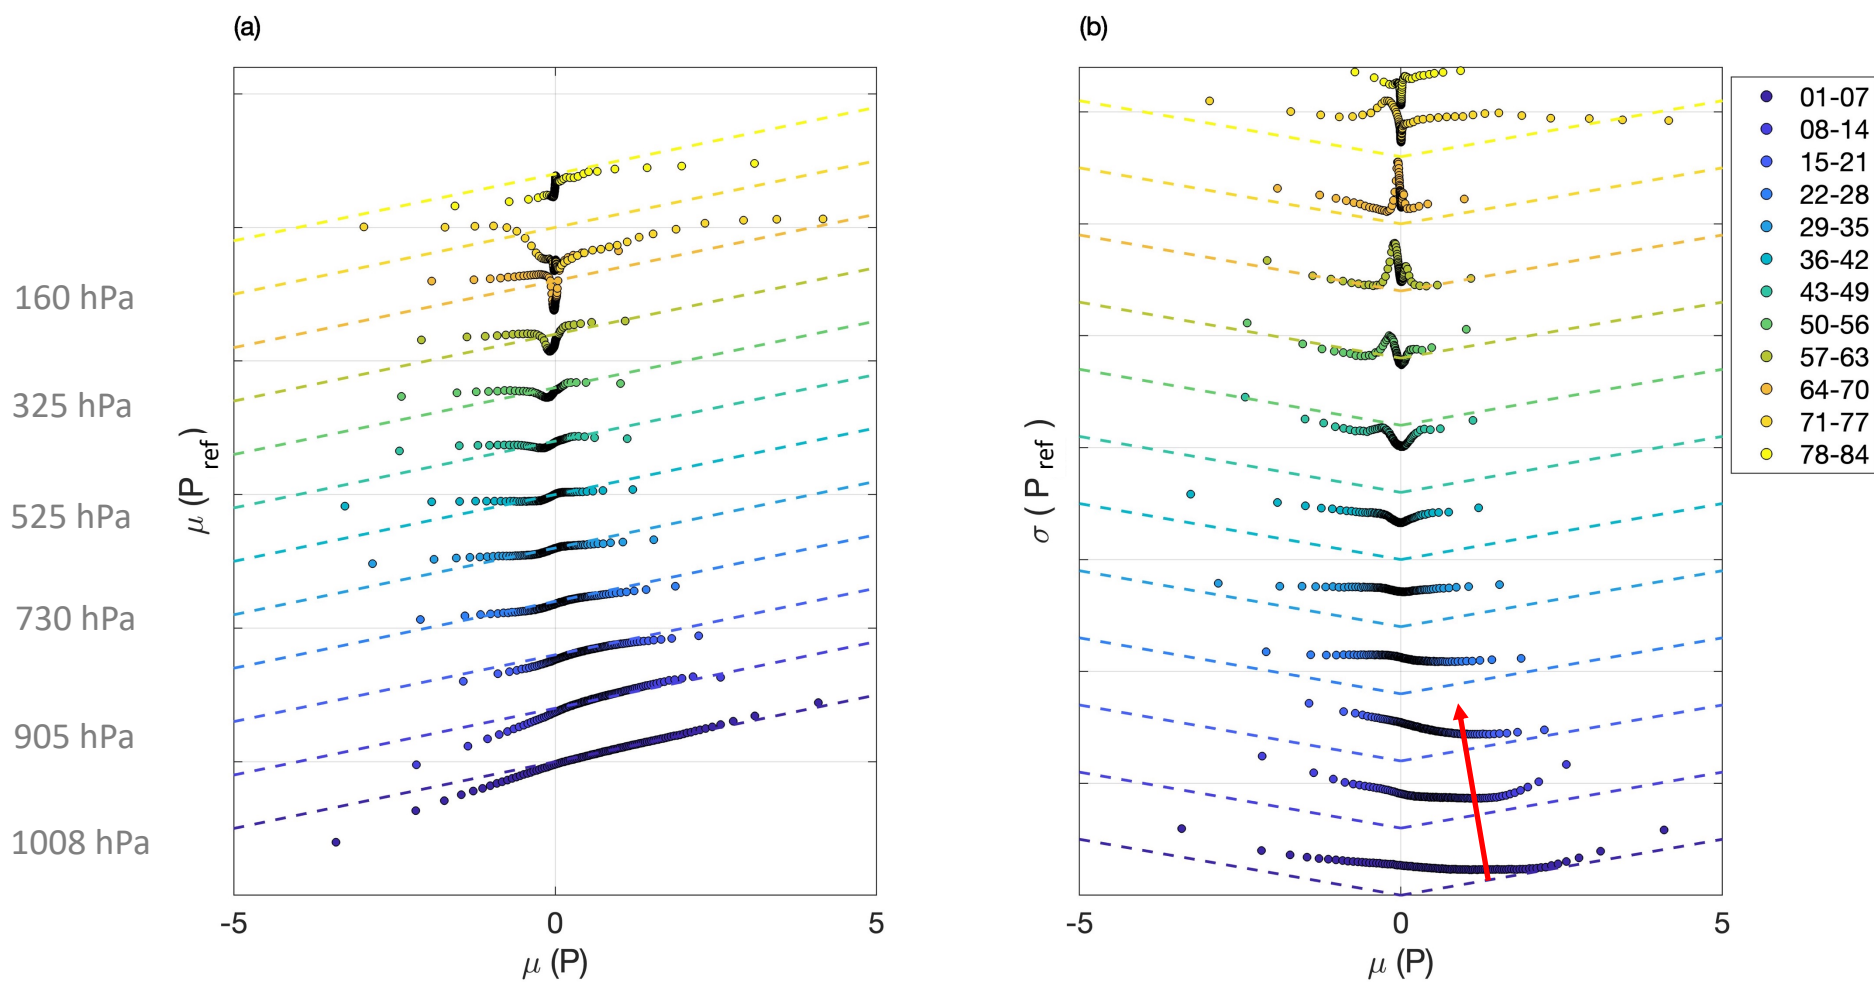 (a)
(b)
160 hPa
325 hPa
525 hPa
730 hPa
905 hPa
1008 hPa
μ (P ref)
-5 0 5
μ (P)
σ ( P ref )
-5 0 5
μ (P)
01-07
08-14
15-21
22-28
29-35
36-42
43-49
50-56
57-63
64-70
71-77
78-84